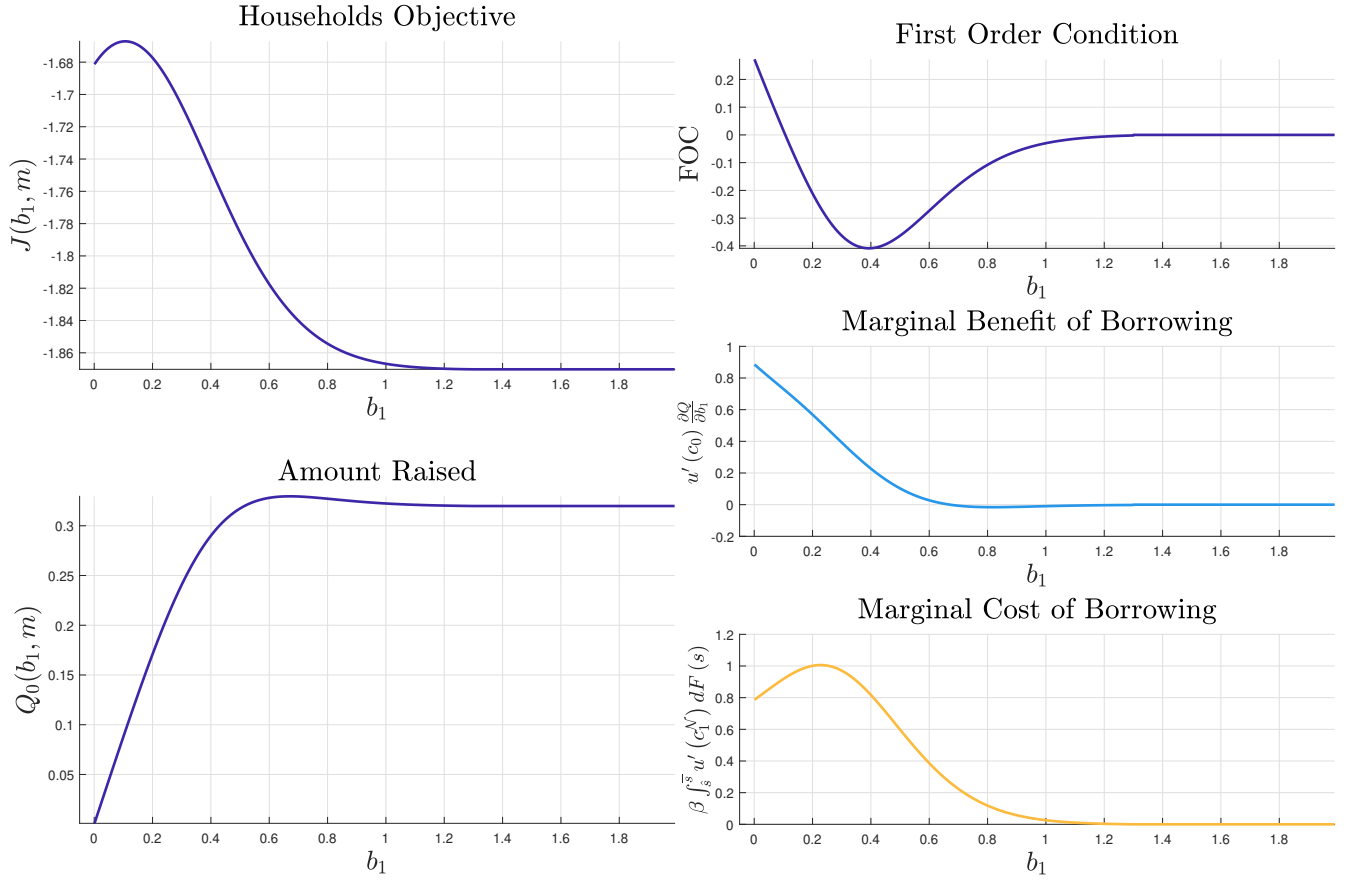 Households Objective
-1.68
-1.7
-1.72
-1.74
-1.76
-1.78
-1.8
-1.82
-1.84
-1.86
J(b₁, m)
0 0.2 0.4 0.6 0.8 1 1.2 1.4 1.6 1.8
b₁
Amount Raised
0.3
0.25
0.2
0.15
0.1
0.05
Q₀(b₁, m)
0 0.2 0.4 0.6 0.8 1 1.2 1.4 1.6 1.8
b₁
First Order Condition
0.2
0.1
0
-0.1
-0.2
-0.3
-0.4
FOC
0 0.2 0.4 0.6 0.8 1 1.2 1.4 1.6 1.8
b₁
Marginal Benefit of Borrowing
1
0.8
0.6
0.4
0.2
0
-0.2
u′ (c₀) ∂Q/∂b₁
0 0.2 0.4 0.6 0.8 1 1.2 1.4 1.6 1.8
b₁
Marginal Cost of Borrowing
1.2
1
0.8
0.6
0.4
0.2
0
β ∫_ŝ^s̄ u′ (c₁^𝒩) dF (s)
0 0.2 0.4 0.6 0.8 1 1.2 1.4 1.6 1.8
b₁